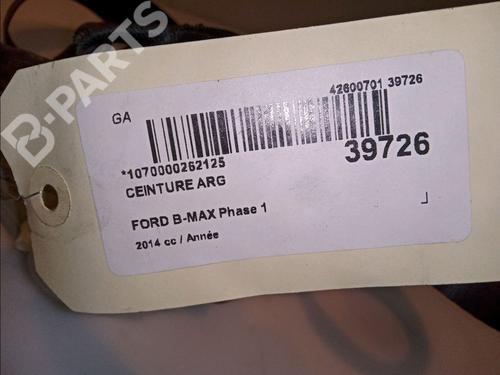 B-PARTS
GA
42600701 39726
*1070000262125
39726
CEINTURE ARG
FORD B-MAX Phase 1
2014 cc / Année